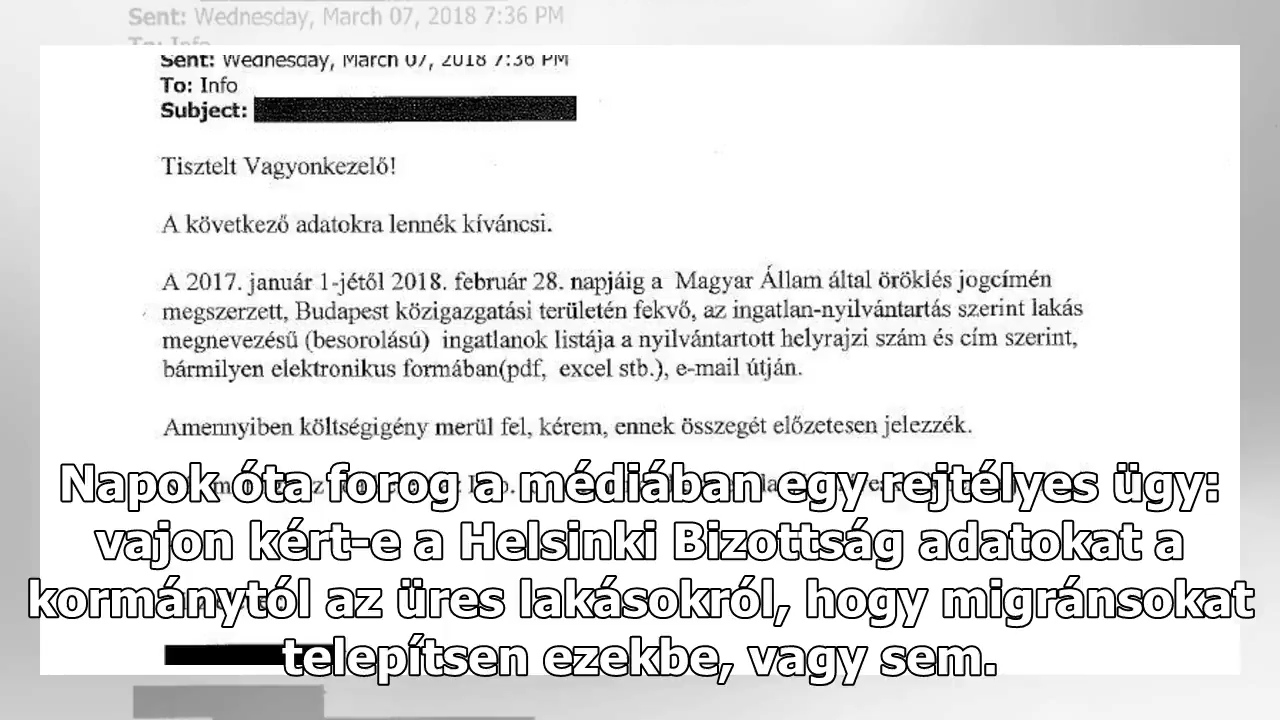 Sent: Wednesday, March 07, 2018 7:36 PM
To: Info
Sent: Wednesday, March 07, 2018 7:36 PM
To: Info
Subject:
Tisztelt Vagyonkezelő!
A következő adatokra lennék kíváncsi.
A 2017. január 1-jétől 2018. február 28. napjáig a Magyar Állam által öröklés jogcímén
megszerzett, Budapest közigazgatási területén fekvő, az ingatlan-nyilvántartás szerint lakás
megnevezésű (besorolású) ingatlanok listája a nyilvántartott helyrajzi szám és cím szerint,
bármilyen elektronikus formában(pdf, excel stb.), e-mail útján.
Amennyiben költségigény merül fel, kérem, ennek összegét előzetesen jelezzék.
Napok óta forog a médiában egy rejtélyes ügy:
vajon kért-e a Helsinki Bizottság adatokat a
kormánytól az üres lakásokról, hogy migránsokat
telepítsen ezekbe, vagy sem.